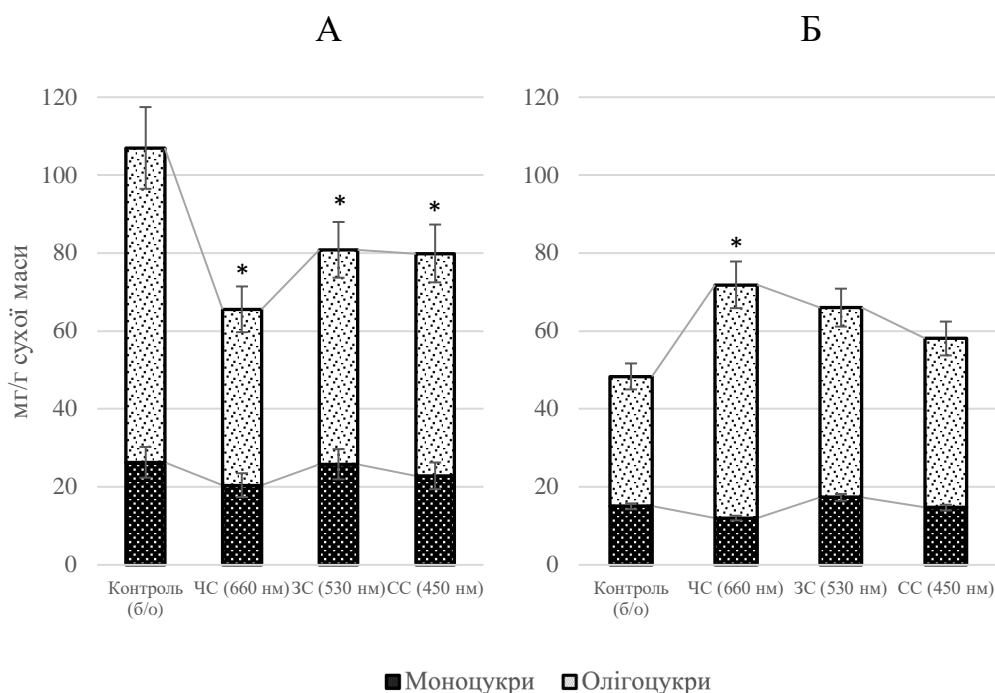 А
Б
120
100
80
60
40
20
0
мг/г сухої маси
*
*
*
Контроль
(б/о)
ЧС (660 нм)
ЗС (530 нм)
СС (450 нм)
120
100
80
60
40
20
0
*
Контроль
(б/о)
ЧС (660 нм)
ЗС (530 нм)
СС (450 нм)
Моноцукри
Олігоцукри